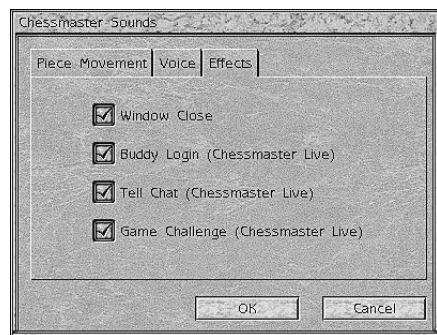 Chessmaster Sounds
Piece Movement Voice Effects
Window Close
Buddy Login (Chessmaster Live)
Tell Chat (Chessmaster Live)
Game Challenge (Chessmaster Live)
OK Cancel